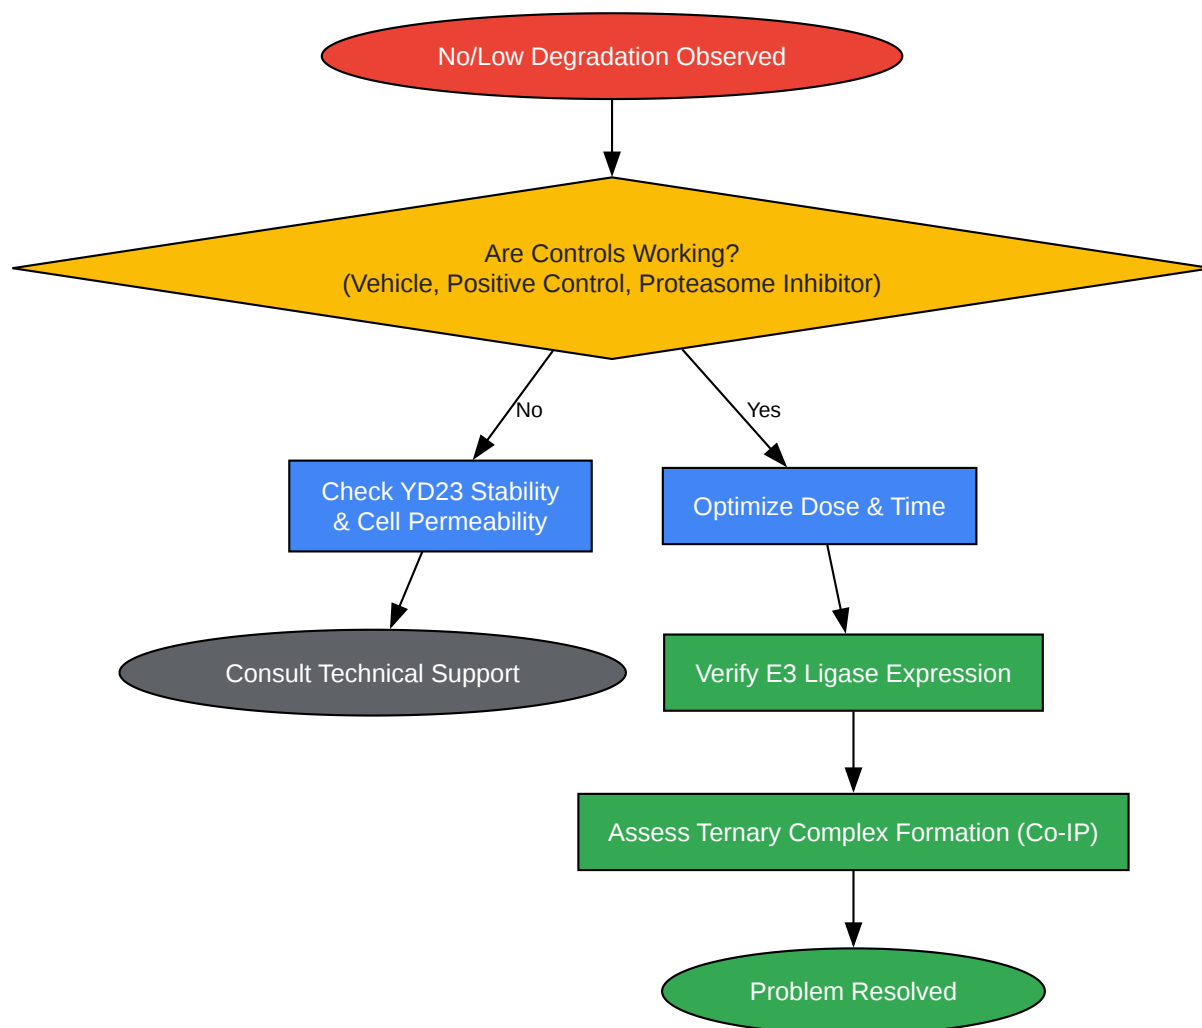 No/Low Degradation Observed
Are Controls Working?
(Vehicle, Positive Control, Proteasome Inhibitor)
No
Yes
Check YD23 Stability
& Cell Permeability
Optimize Dose & Time
Consult Technical Support
Verify E3 Ligase Expression
Assess Ternary Complex Formation (Co-IP)
Problem Resolved